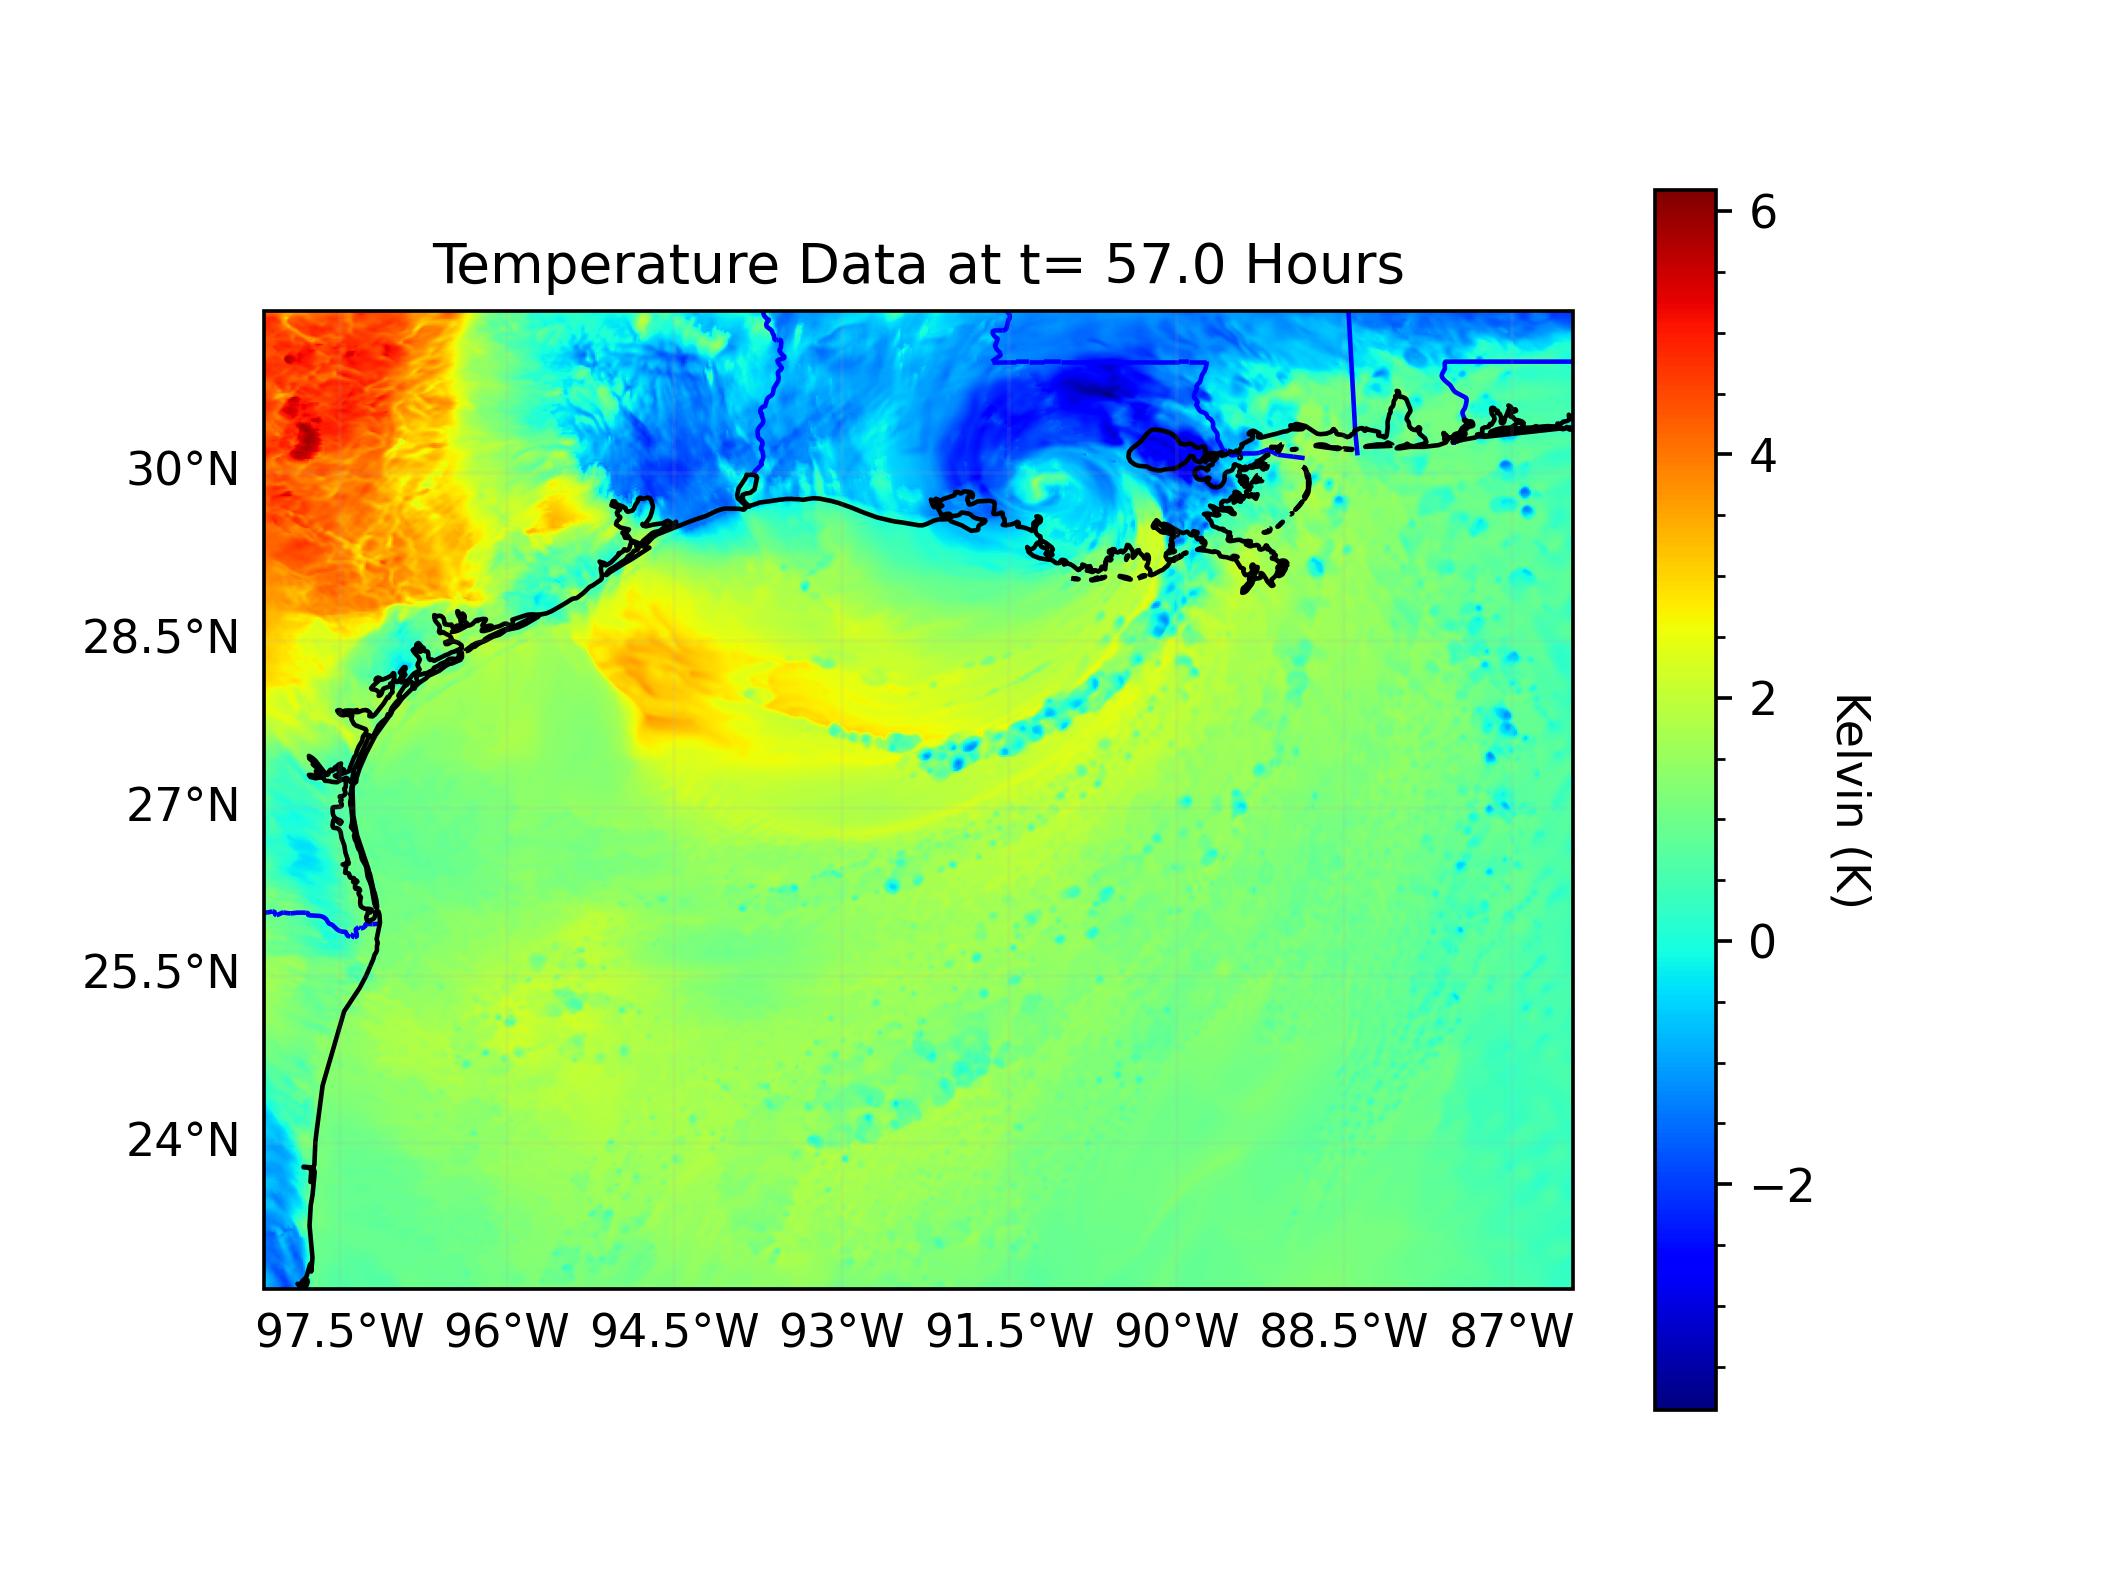 Temperature Data at t= 57.0 Hours
30°N
28.5°N
27°N
25.5°N
24°N
97.5°W 96°W 94.5°W 93°W 91.5°W 90°W 88.5°W 87°W
6
4
2
0
−2
Kelvin (K)